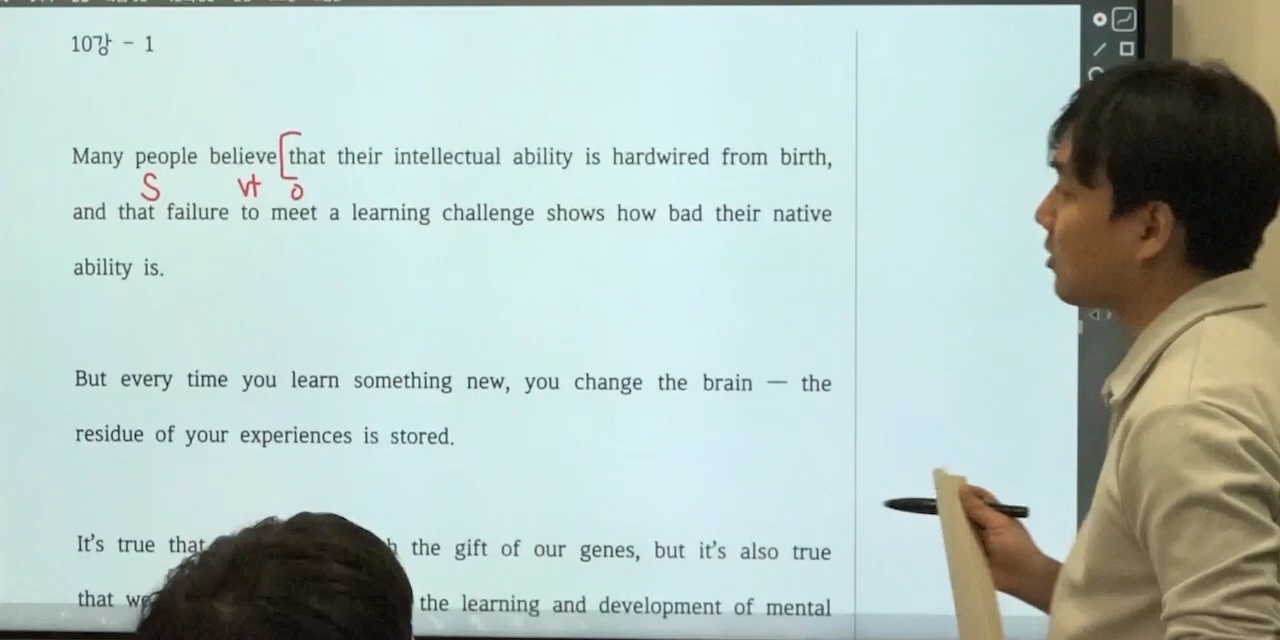 10강 - 1
Many people believe [that their intellectual ability is hardwired from birth,
S vt o
and that failure to meet a learning challenge shows how bad their native
ability is.
But every time you learn something new, you change the brain — the
residue of your experiences is stored.
It's true that the gift of our genes, but it's also true
that we the learning and development of mental